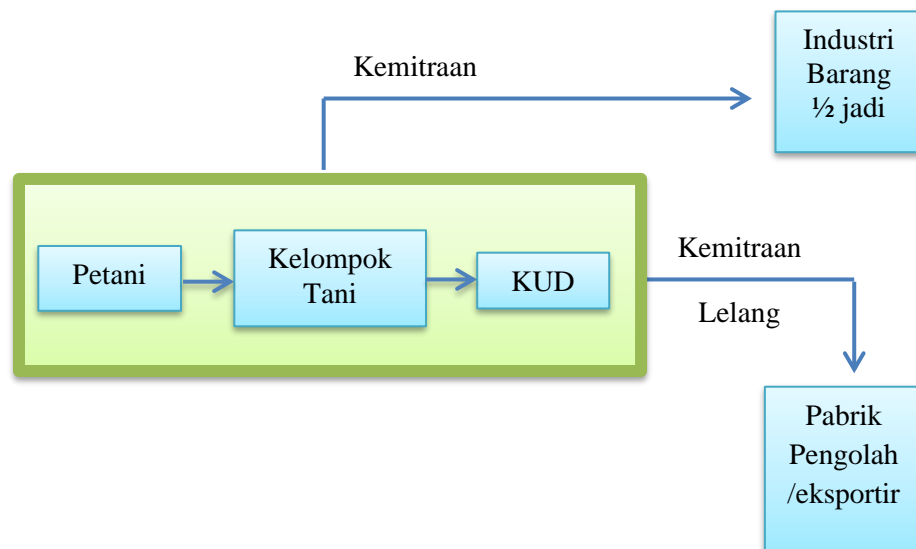 Kemitraan
Industri
Barang
½ jadi
Petani
Kelompok
Tani
KUD
Kemitraan
Lelang
Pabrik
Pengolah
/eksportir